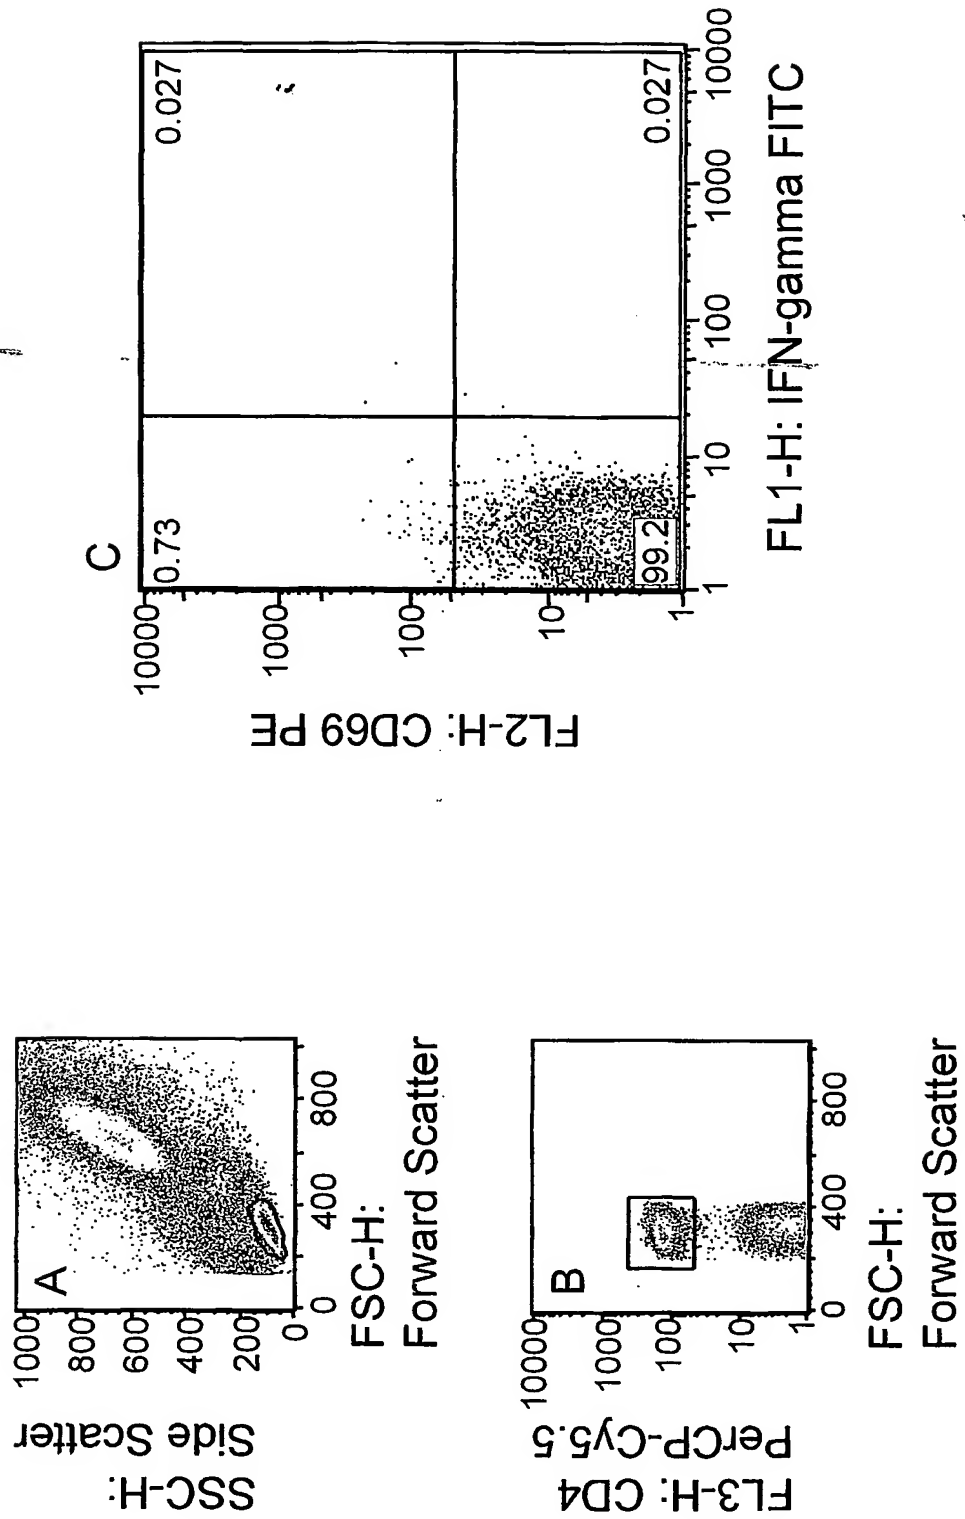 A
1000
800
600
400
200
0
0
400
800
SSC-H:
Side Scatter
FSC-H:
Forward Scatter
B
10000
1000
100
10
1
0
400
800
FL3-H: CD4
PerCP-Cy5.5
FSC-H:
Forward Scatter
C
10000
1000
100
10
1
0.73
0.027
99.2
0.027
1
10
100
1000
10000
FL2-H: CD69 PE
FL1-H: IFN-gamma FITC